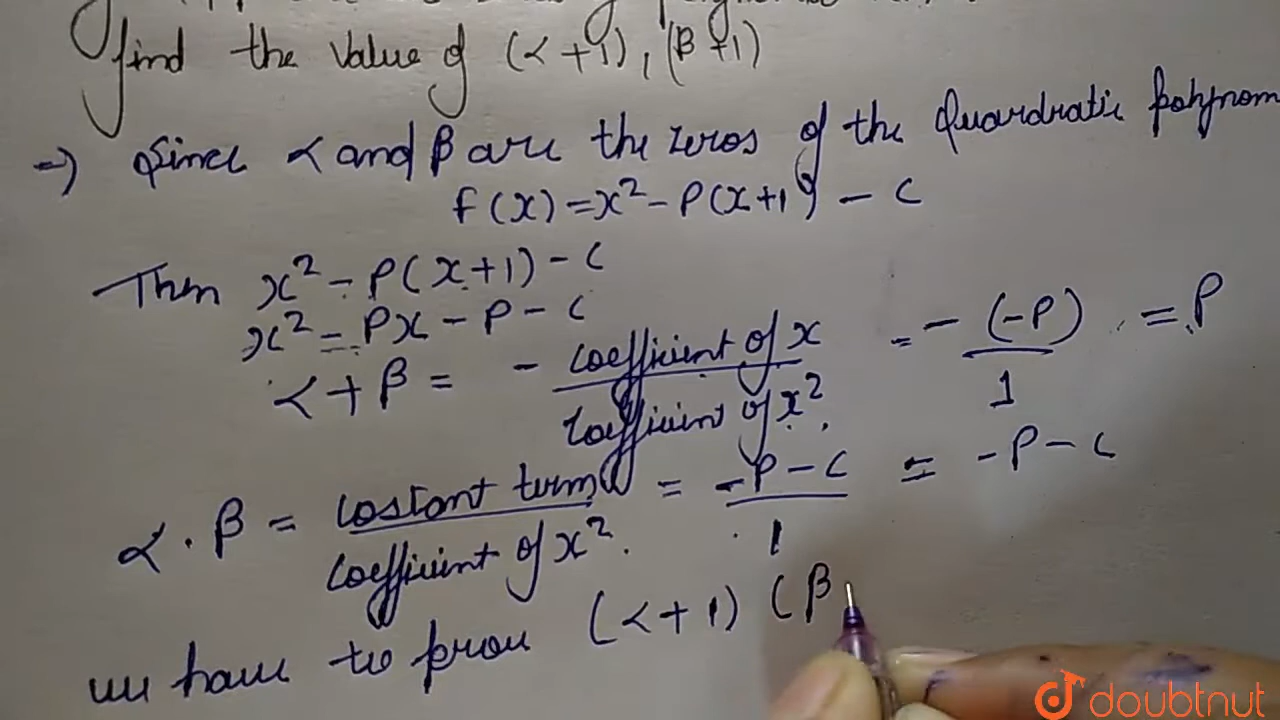 find the value of (α+1), (β+1)
=) Since α and β are the zeros of the Quardratic polynom
f(x) = x² - P(x+1) - C
Then x² - P(x+1) - C
x² - Px - P - C
α + β = - coefficient of x / coefficient of x² = - (-P) / 1 = P
α . β = costant term / coefficient of x² = -P - C / 1 = -P - C
we have to prove (α+1) (β
doubtnut